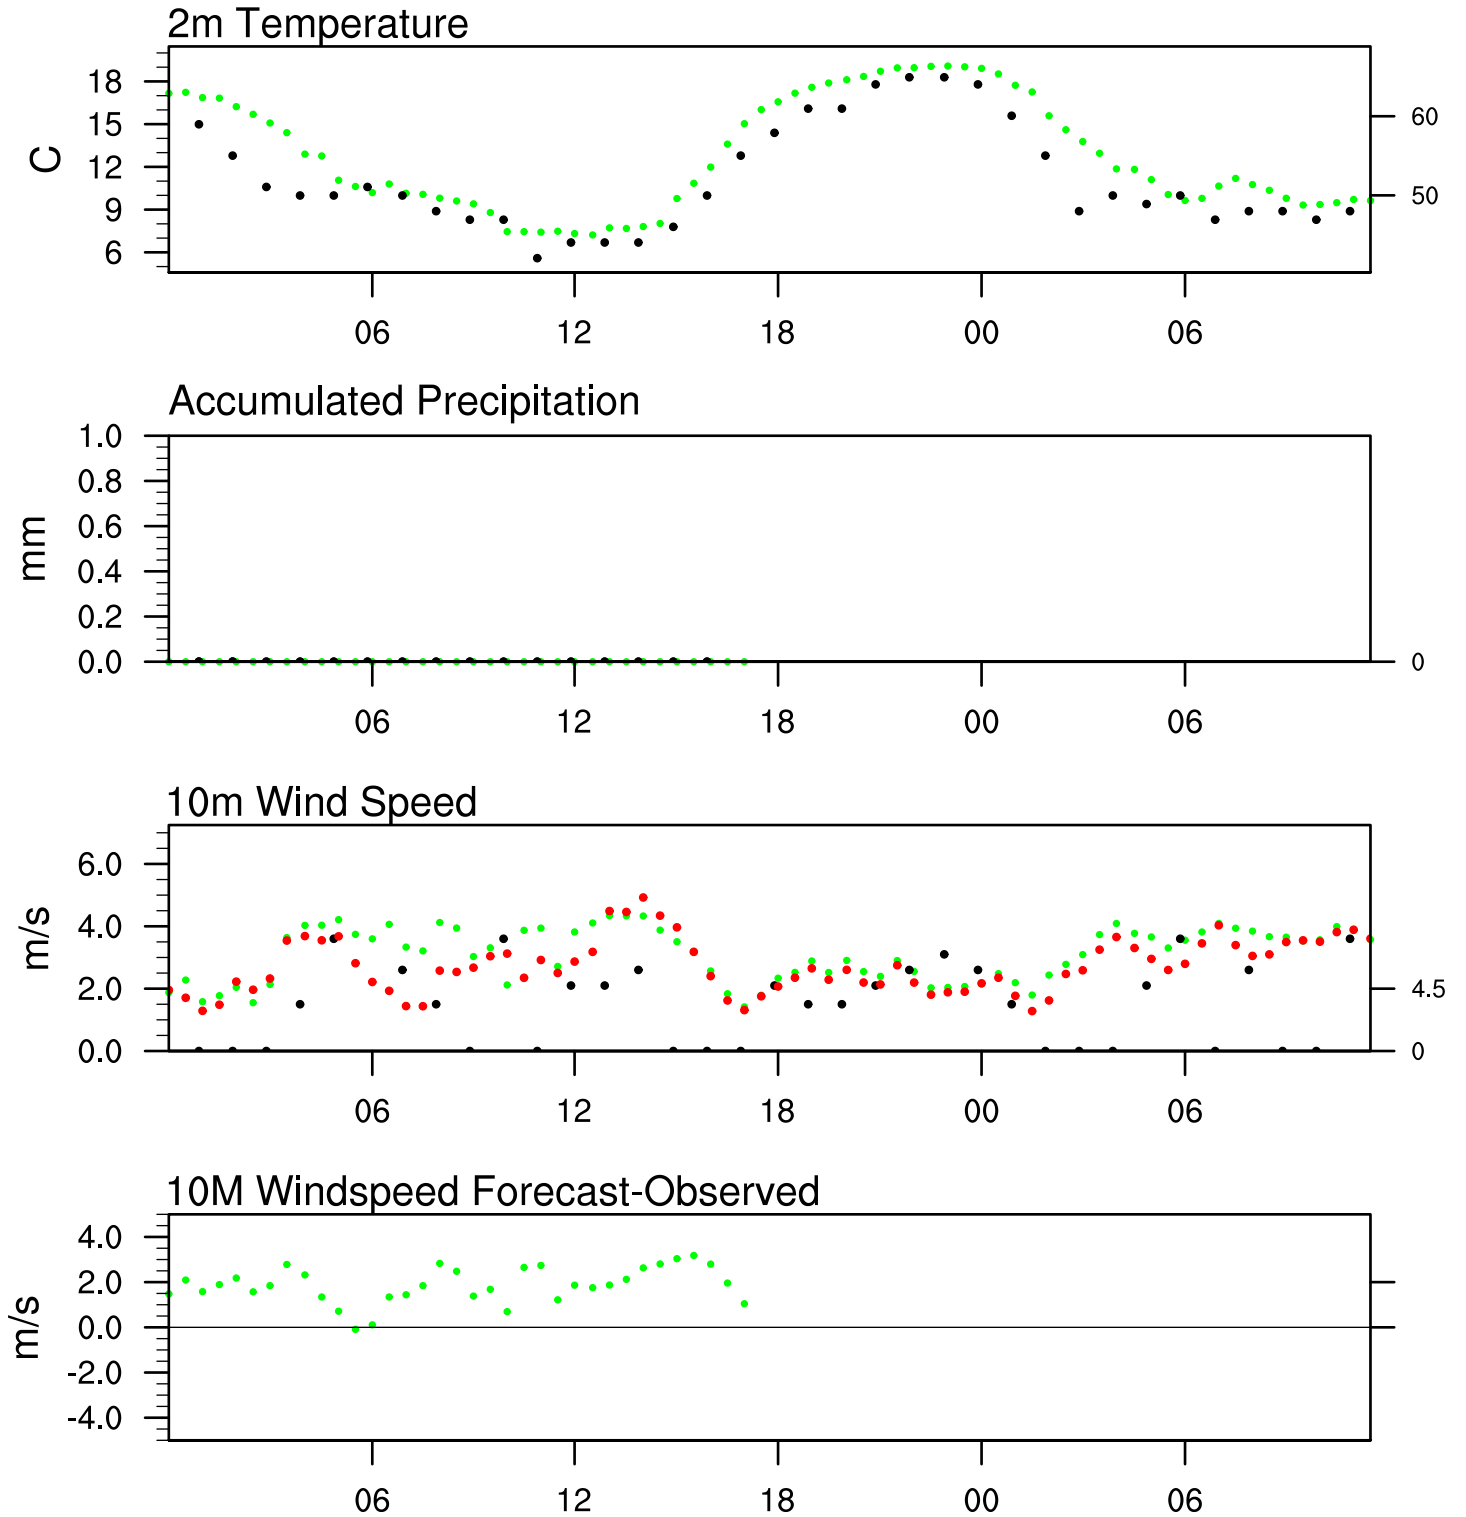 2m Temperature
18
15
12
9
6
C
60
50
06 12 18 00 06
Accumulated Precipitation
1.0
0.8
0.6
0.4
0.2
0.0
mm
0
06 12 18 00 06
10m Wind Speed
6.0
4.0
2.0
0.0
m/s
4.5
0
06 12 18 00 06
10M Windspeed Forecast-Observed
4.0
2.0
0.0
-2.0
-4.0
m/s
06 12 18 00 06